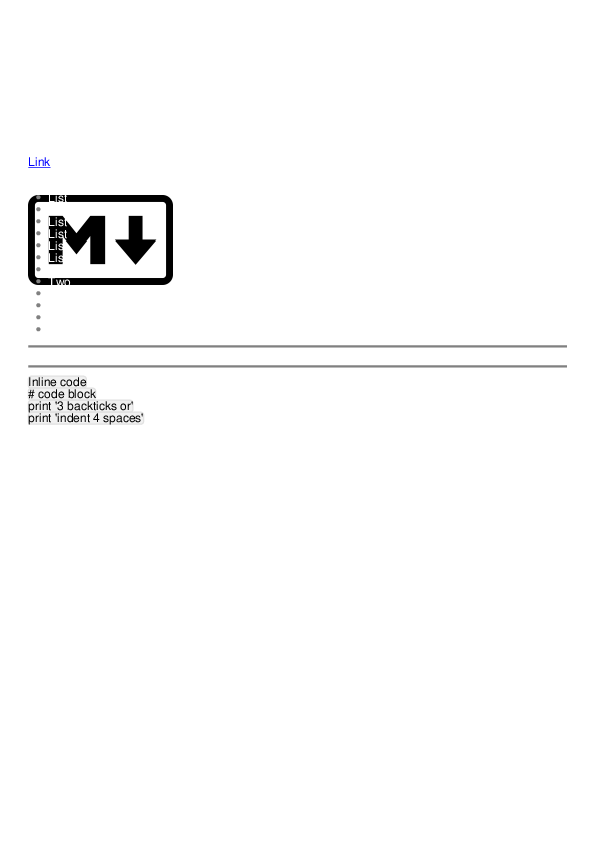 Link
List
List
List
List
List
Two
M
Inline code
# code block
print '3 backticks or'
print 'indent 4 spaces'